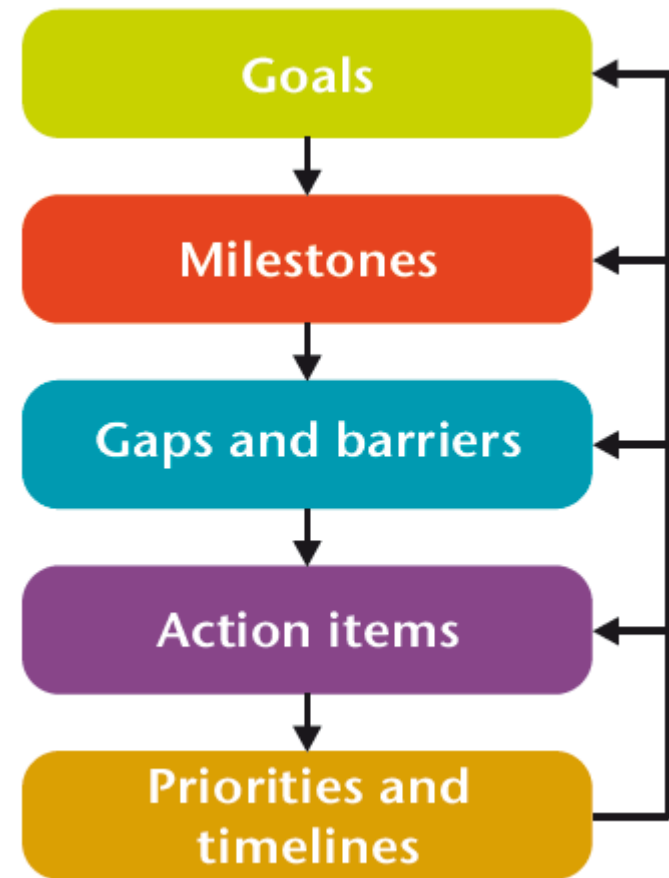 Goals
Milestones
Gaps and barriers
Action items
Priorities and
timelines